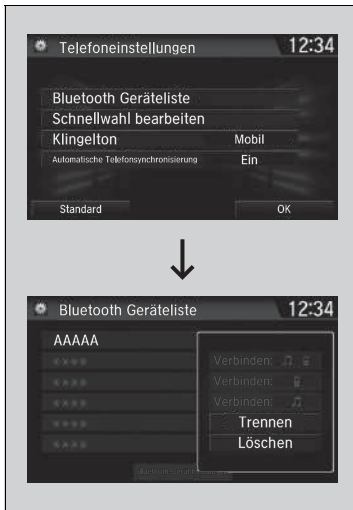 Telefoneinstellungen 12:34
Bluetooth Geräteliste
Schnellwahl bearbeiten
Klingelton Mobil
Automatische Telefonsynchronisierung Ein
Standard OK
Bluetooth Geräteliste 12:34
AAAAA
Verbinden:
Verbinden:
Verbinden:
Trennen
Löschen